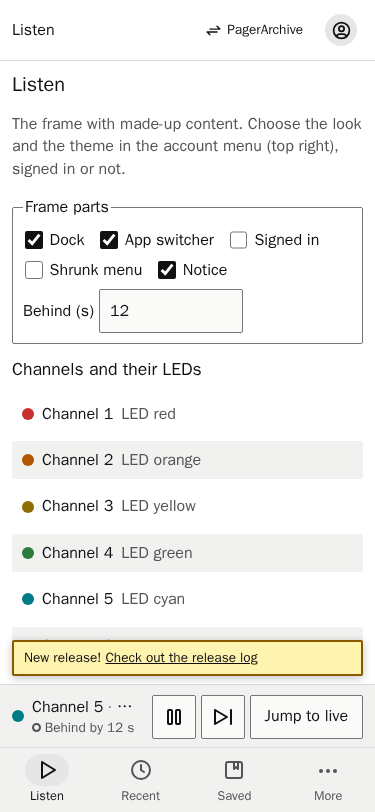 Listen
PagerArchive
Listen
The frame with made-up content. Choose the look
and the theme in the account menu (top right),
signed in or not.
Frame parts
Dock
App switcher
Signed in
Shrunk menu
Notice
Behind (s)
12
Channels and their LEDs
Channel 1 LED red
Channel 2 LED orange
Channel 3 LED yellow
Channel 4 LED green
Channel 5 LED cyan
New release! Check out the release log
Channel 5 · ···
Behind by 12 s
Jump to live
Listen
Recent
Saved
More